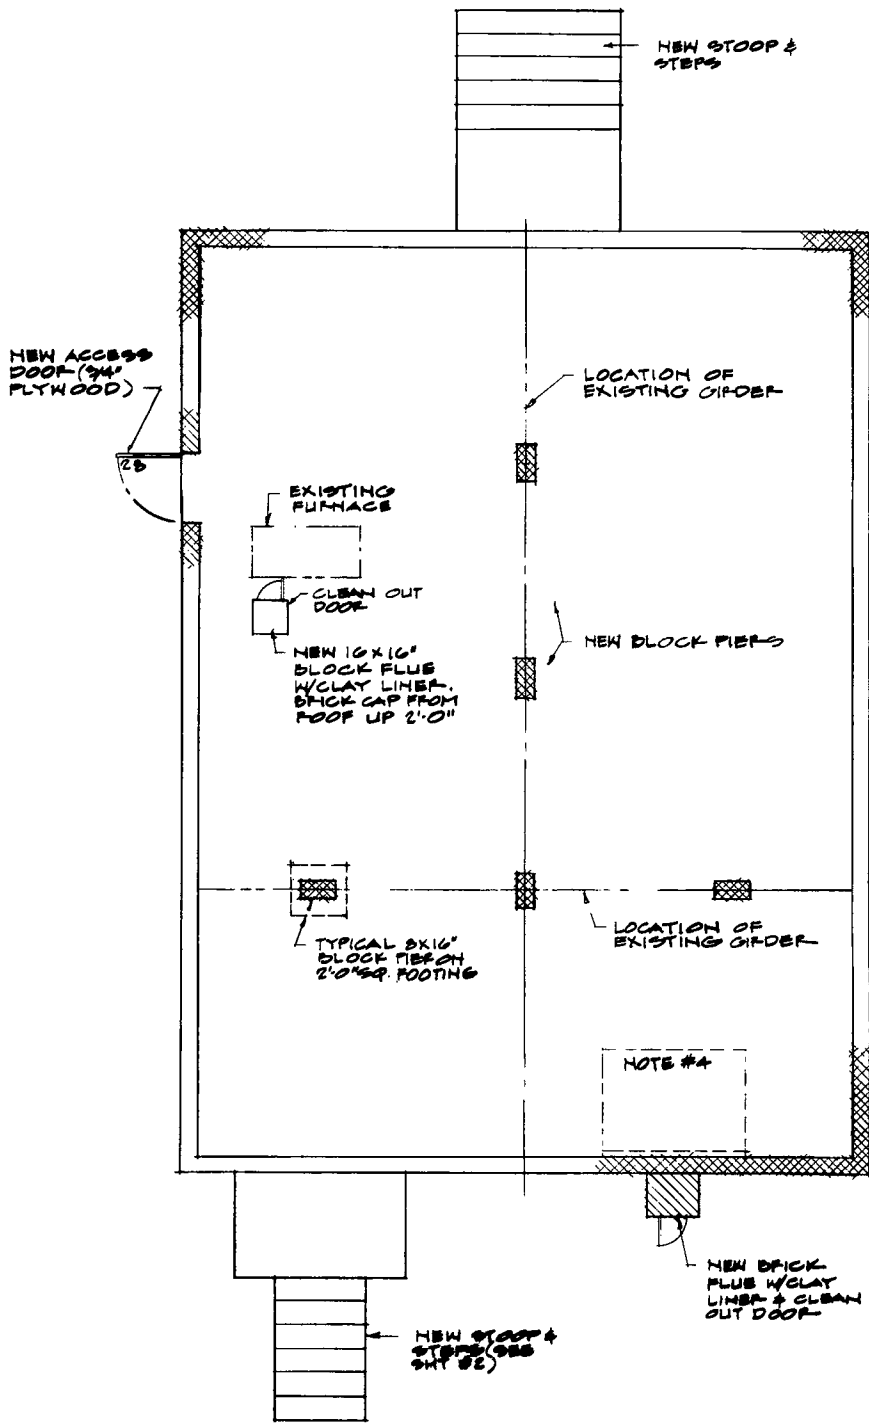 NEW STOOP &
STEPS
NEW ACCESS
DOOR (3/4"
PLYWOOD)
28
LOCATION OF
EXISTING GIRDER
EXISTING
FURNACE
CLEAN OUT
DOOR
NEW BLOCK PIERS
NEW 16X16"
BLOCK FLUE
W/CLAY LINER.
BRICK CAP FROM
ROOF UP 2'-0"
TYPICAL 8X16"
BLOCK PIER ON
2'-0" SQ. FOOTING
LOCATION OF
EXISTING GIRDER
NOTE #4
NEW BRICK
FLUE W/CLAY
LINER & CLEAN
OUT DOOR
NEW STOOP &
STEPS (SEE
SHT #2)